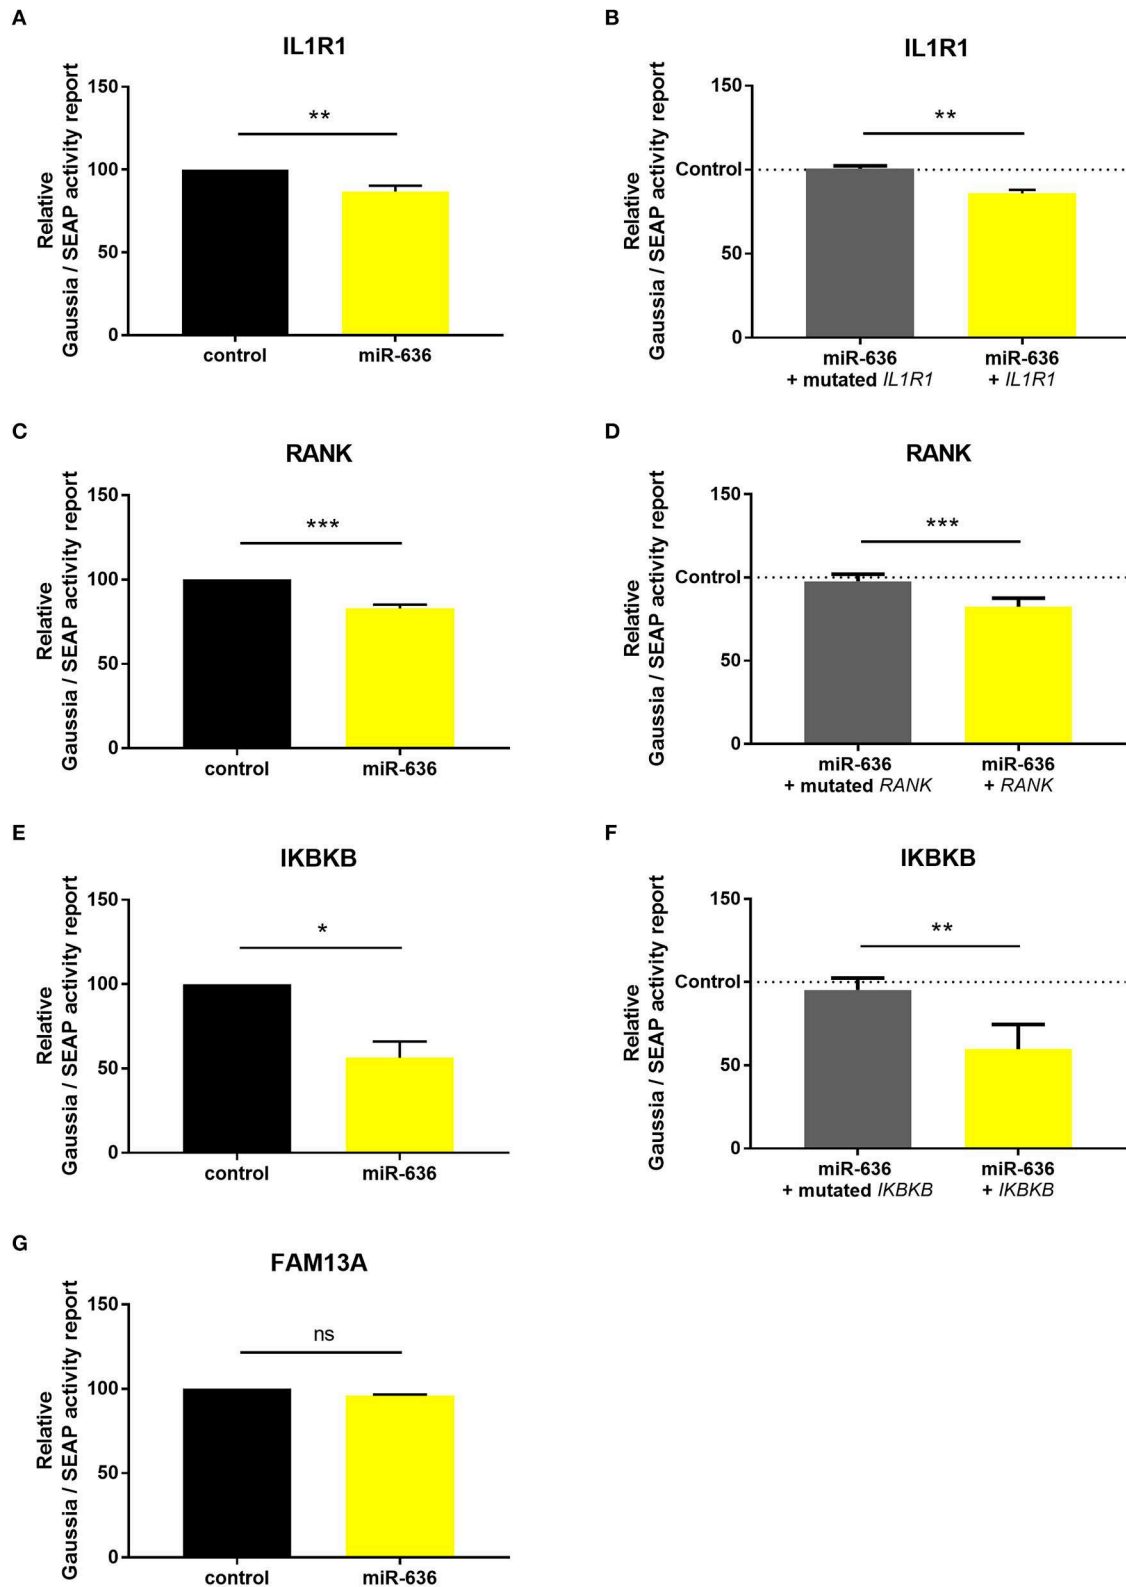 A
IL1R1
Relative
Gaussia / SEAP activity report
150
100
50
0
**
control
miR-636
B
IL1R1
Relative
Gaussia / SEAP activity report
150
Control
50
0
**
miR-636
+ mutated IL1R1
miR-636
+ IL1R1
C
RANK
Relative
Gaussia / SEAP activity report
150
100
50
0
***
control
miR-636
D
RANK
Relative
Gaussia / SEAP activity report
150
Control
50
0
***
miR-636
+ mutated RANK
miR-636
+ RANK
E
IKBKB
Relative
Gaussia / SEAP activity report
150
100
50
0
*
control
miR-636
F
IKBKB
Relative
Gaussia / SEAP activity report
150
Control
50
0
**
miR-636
+ mutated IKBKB
miR-636
+ IKBKB
G
FAM13A
Relative
Gaussia / SEAP activity report
150
100
50
0
ns
control
miR-636